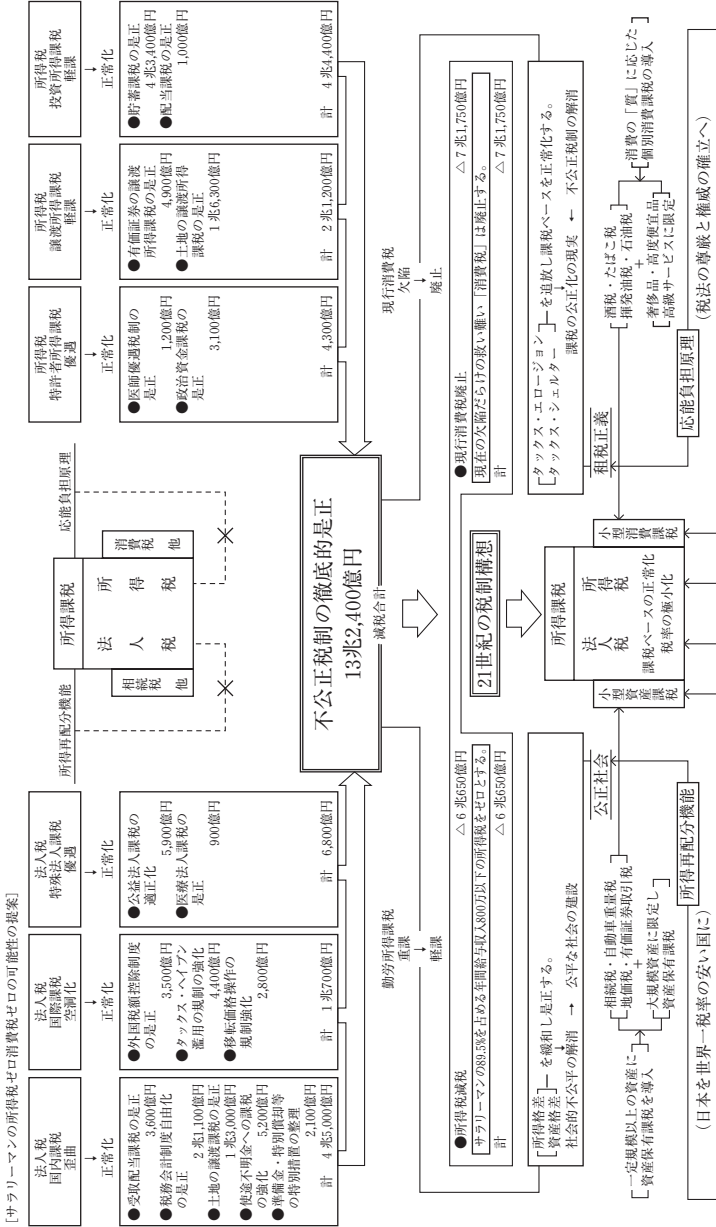 [サラリーマンの所得税ゼロ消費税ゼロの可能性の提案]
法人税
国内課税
歪曲
正常化
●受取配当課税の是正
3,600億円
●税務会計制度自由化
の是正
2兆1,100億円
●土地の譲渡課税の是正
1兆3,000億円
●使途不明金への課税
の強化 5,200億円
●準備金・特別償却等
の特別措置の整理
2,100億円
計 4兆5,000億円
法人税
国際課税
空洞化
正常化
●外国税額控除制度
の是正
3,500億円
●タックス・ヘイブン
濫用の規制の強化
4,400億円
●移転価格操作の
規制強化
2,800億円
計 1兆700億円
法人税
特殊法人課税
優遇
正常化
●公益法人課税の
適正化
5,900億円
●医療法人課税の
是正
900億円
計 6,800億円
所得再配分機能
応能負担原理
所得課税
法人税
所得税
相続税 他
消費税 他
所得税
特許者所得課税
優遇
正常化
●医師優遇税制の
是正
1,200億円
●政治資金課税の
是正
3,100億円
計 4,300億円
所得税
譲渡所得課税
軽課
正常化
●有価証券の譲渡
所得課税の是正
4,900億円
●土地の譲渡所得
課税の是正
1兆6,300億円
計 2兆1,200億円
所得税
投資所得課税
軽課
正常化
●貯蓄課税の是正
4兆3,400億円
●配当課税の是正
1,000億円
計 4兆4,400億円
不公正税制の徹底的是正
13兆2,400億円
減税合計
勤労所得課税
重課
軽課
現行消費税
欠陥
廃止
●所得税減税 △6兆650億円
サラリーマンの89.5%を占める年間給与収入800万以下の所得税をゼロとする。
計 △6兆650億円
●現行消費税廃止 △7兆1,750億円
現在の欠陥だらけの救い難い「消費税」は廃止する。
計 △7兆1,750億円
21世紀の税制構想
所得格差
資産格差
を緩和し是正する。
社会的不公平の解消 → 公平な社会の建設
タックス・エロージョン
タックス・シェルター
を追放し課税ベースを正常化する。
課税の公正化の現実 ← 不公正税制の解消
公正社会
租税正義
所得課税
法人税
所得税
課税ベースの正常化
税率の極小化
小型資産課税
小型消費課税
一定規模以上の資産に
資産保有課税を導入
相続税・自動車重量税
地価税・有価証券取引税
+
大規模資産に限定し
資産保有課税
酒税・たばこ税
揮発油税・石油税
+
奢侈品・高度便宜品
高級サービスに限定
消費の「質」に応じた
個別消費課税の導入
所得再配分機能
応能負担原理
(日本を世界一税率の安い国に)
(税法の尊厳と権威の確立へ)